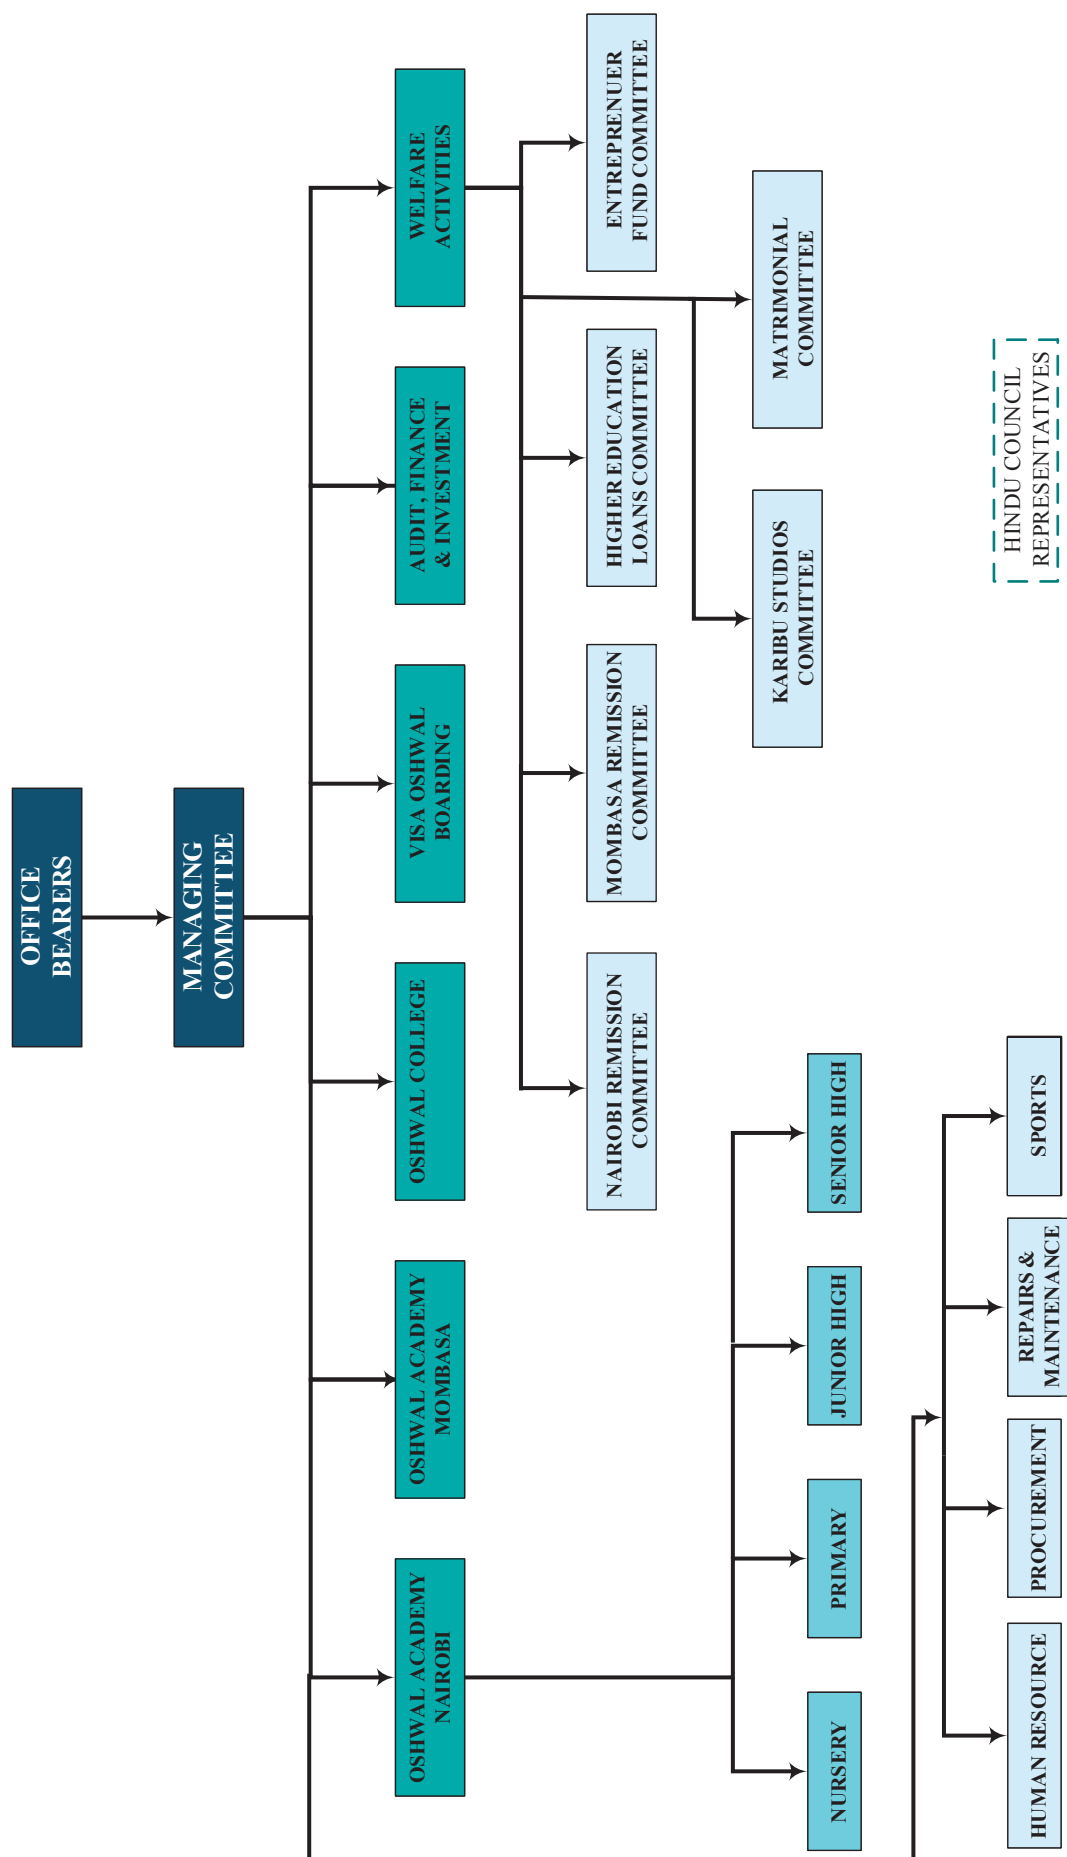 OFFICE
BEARERS
MANAGING
COMMITTEE
OSHWAL ACADEMY
NAIROBI
OSHWAL ACADEMY
MOMBASA
OSHWAL COLLEGE
VISA OSHWAL
BOARDING
AUDIT, FINANCE
& INVESTMENT
WELFARE
ACTIVITIES
NAIROBI REMISSION
COMMITTEE
MOMBASA REMISSION
COMMITTEE
HIGHER EDUCATION
LOANS COMMITTEE
ENTREPRENUER
FUND COMMITTEE
KARIBU STUDIOS
COMMITTEE
MATRIMONIAL
COMMITTEE
NURSERY
PRIMARY
JUNIOR HIGH
SENIOR HIGH
HUMAN RESOURCE
PROCUREMENT
REPAIRS &
MAINTENANCE
SPORTS
HINDU COUNCIL
REPRESENTATIVES